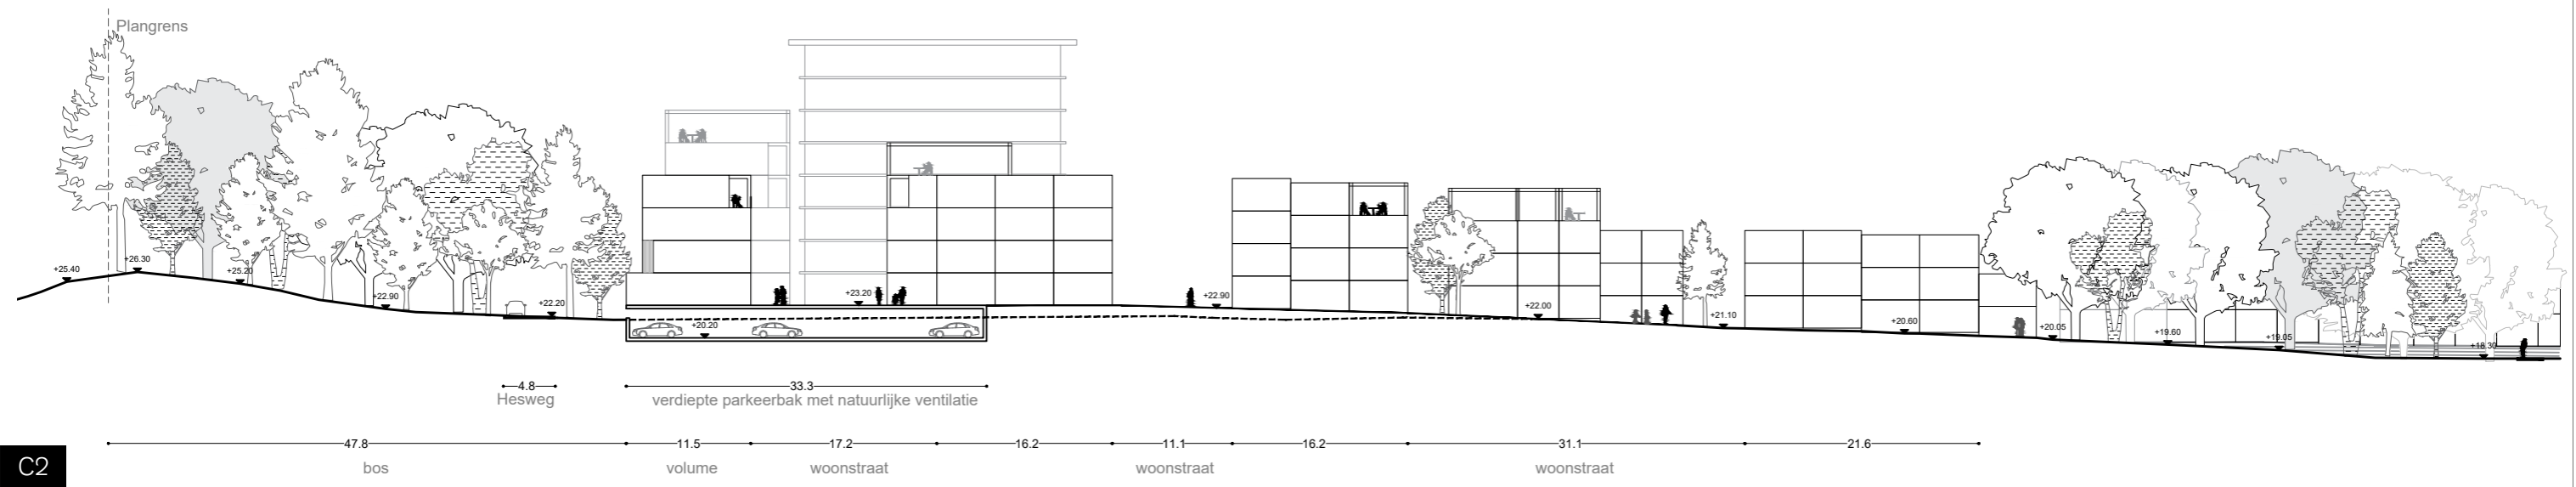 Plangrens
+25.40
+26.30
+25.20
+22.90
+22.20
+23.20
+20.20
+22.90
+22.00
+21.10
+20.60
+20.05
+19.60
+19.05
+18.30
4.8
Hesweg
33.3
verdiepte parkeerbak met natuurlijke ventilatie
47.8
11.5
17.2
16.2
11.1
16.2
31.1
21.6
bos
volume
woonstraat
woonstraat
woonstraat
C2